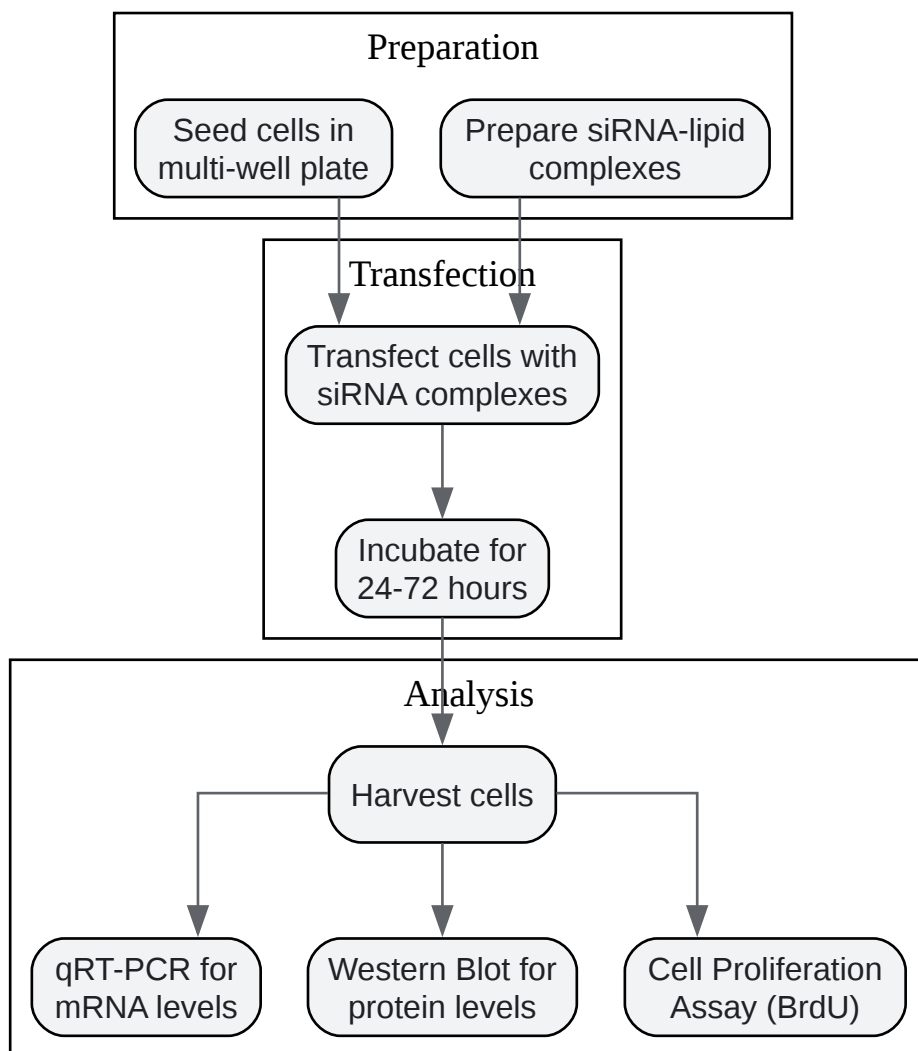 Preparation
Seed cells in
multi-well plate
Prepare siRNA-lipid
complexes
Transfection
Transfect cells with
siRNA complexes
Incubate for
24-72 hours
Analysis
Harvest cells
qRT-PCR for
mRNA levels
Western Blot for
protein levels
Cell Proliferation
Assay (BrdU)